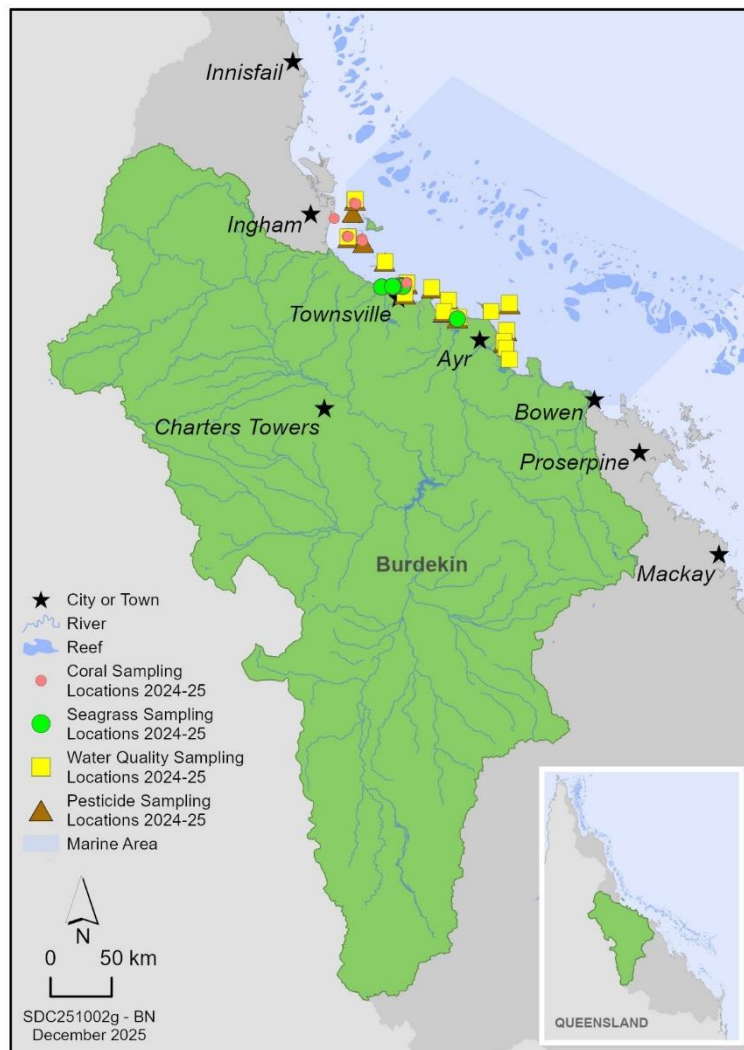 Innisfail
Ingham
Townsville
Ayr
Charters Towers
Bowen
Proserpine
Burdekin
Mackay
City or Town
River
Reef
Coral Sampling
Locations 2024-25
Seagrass Sampling
Locations 2024-25
Water Quality Sampling
Locations 2024-25
Pesticide Sampling
Locations 2024-25
Marine Area
N
0 50 km
SDC251002g - BN
December 2025
QUEENSLAND